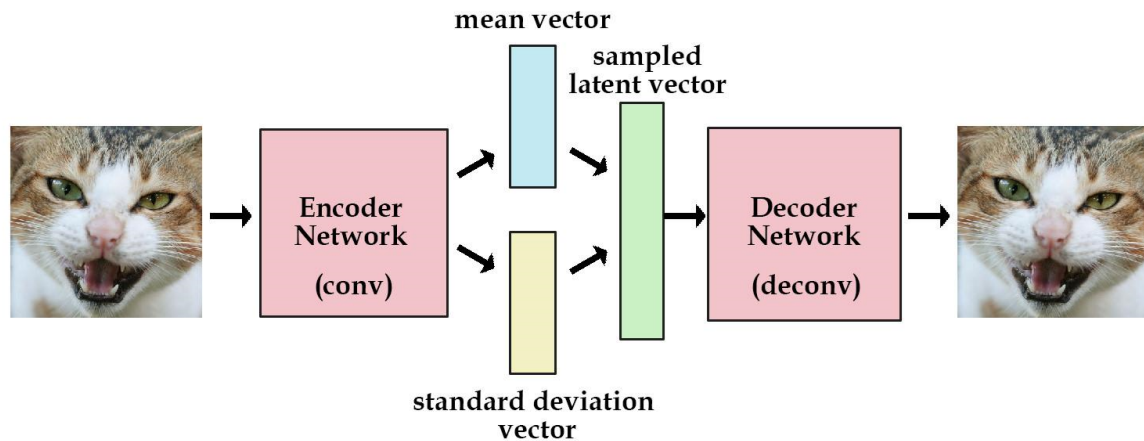 mean vector
sampled
latent vector
Encoder
Network
(conv)
Decoder
Network
(deconv)
standard deviation
vector